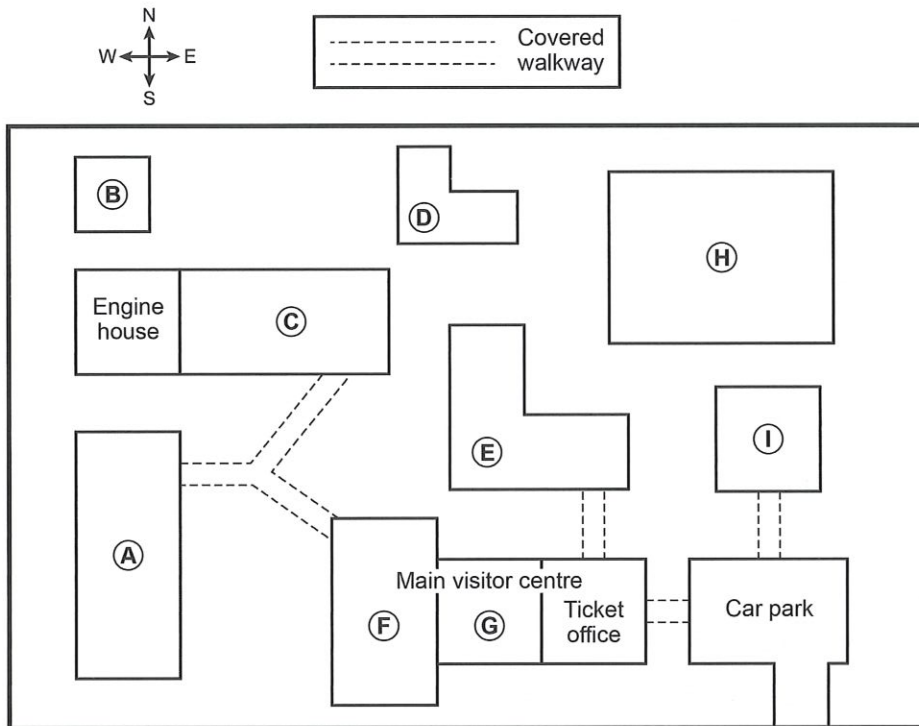 N
W E
S
Covered
walkway
B
D
H
Engine
house
C
E
I
A
Main visitor centre
F
G
Ticket
office
Car park